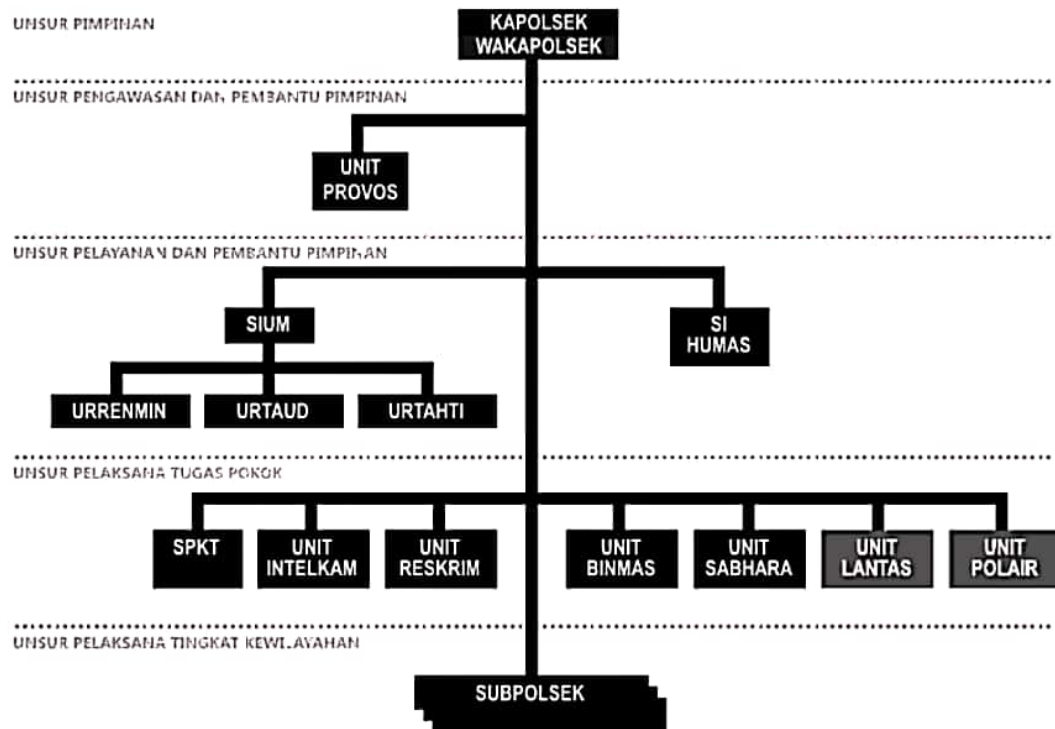 UNSUR PIMPINAN
KAPOLSEK
WAKAPOLSEK
UNSUR PENGAWASAN DAN PEMBANTU PIMPINAN
UNIT
PROVOS
UNSUR PELAYANAN DAN PEMBANTU PIMPINAN
SIUM
SI
HUMAS
URRENMIN
URTAUD
URTAHTI
UNSUR PELAKSANA TUGAS POKOK
SPKT
UNIT
INTELKAM
UNIT
RESKRIM
UNIT
BINMAS
UNIT
SABHARA
UNIT
LANTAS
UNIT
POLAIR
UNSUR PELAKSANA TINGKAT KEWILAYAHAN
SUBPOLSEK